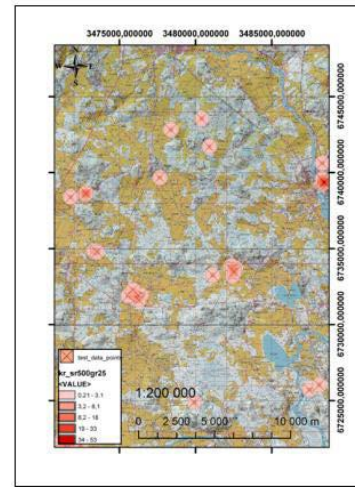 3475000,000000 3480000,000000 3485000,000000
6745000,000000
6740000,000000
6735000,000000
6730000,000000
6725000,000000
N
W E
S
test_data_points
kr_sr500gr25
<VALUE>
0,21 - 3,1
3,2 - 8,1
8,2 - 18
19 - 33
34 - 53
1:200 000
0 2 500 5 000 10 000 m